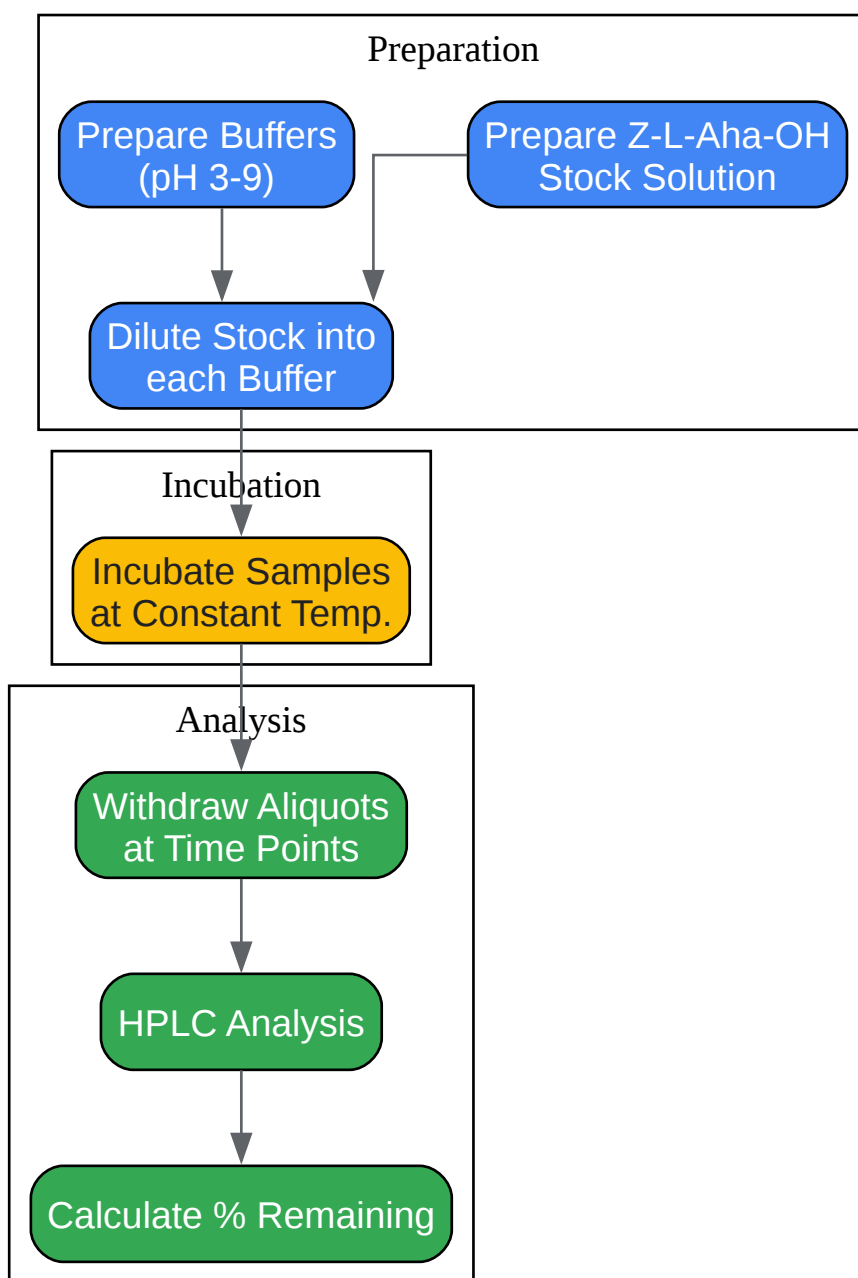 Preparation
Prepare Buffers
(pH 3-9)
Prepare Z-L-Aha-OH
Stock Solution
Dilute Stock into
each Buffer
Incubation
Incubate Samples
at Constant Temp.
Analysis
Withdraw Aliquots
at Time Points
HPLC Analysis
Calculate % Remaining